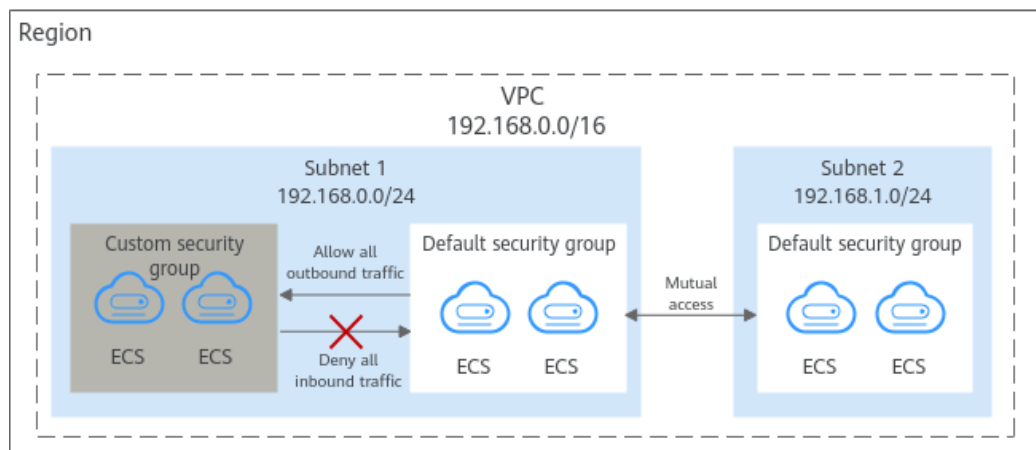 Region
VPC
192.168.0.0/16
Subnet 1
192.168.0.0/24
Custom security
group
ECS
ECS
Allow all
outbound traffic
Deny all
inbound traffic
Default security group
ECS
ECS
Mutual
access
Subnet 2
192.168.1.0/24
Default security group
ECS
ECS